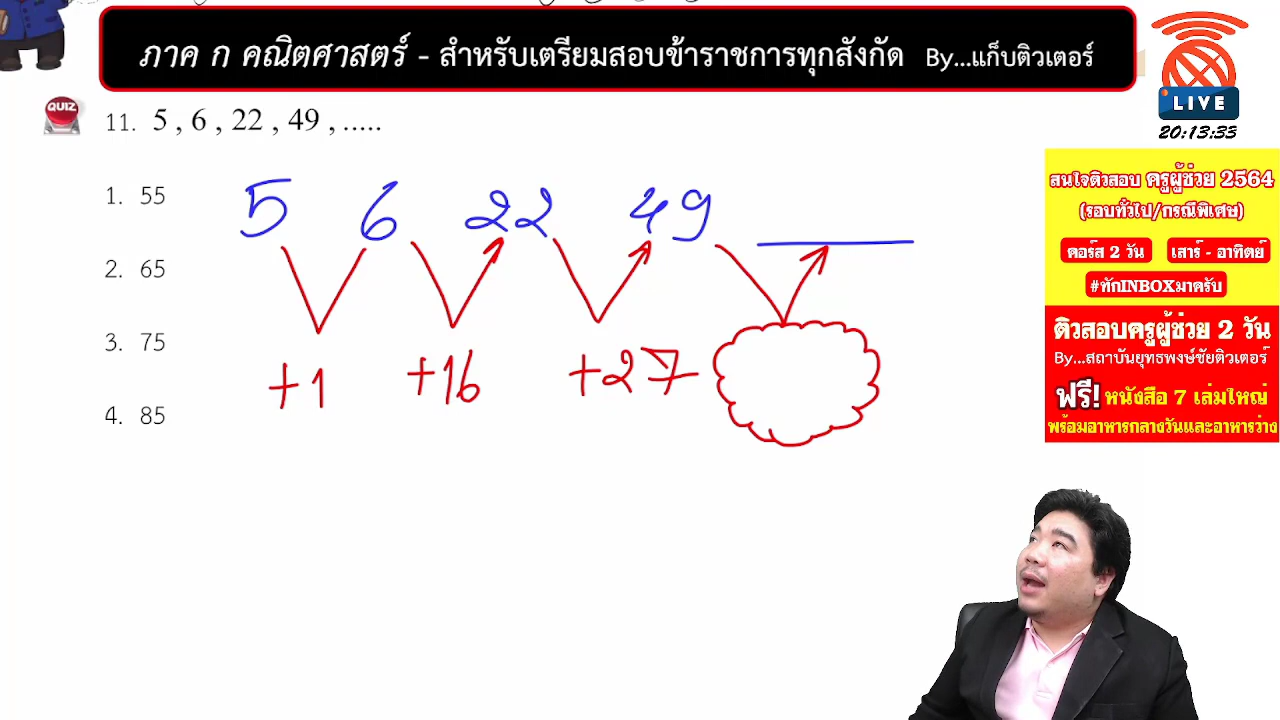 ภาค ก คณิตศาสตร์ - สำหรับเตรียมสอบข้าราชการทุกสังกัด By...แก็บติวเตอร์
LIVE
20:13:33
QUIZ
11. 5 , 6 , 22 , 49 , .....
1. 55
2. 65
3. 75
4. 85
5 6 22 49
+1 +16 +27
สนใจติวสอบ ครูผู้ช่วย 2564
(รอบทั่วไป/กรณีพิเศษ)
คอร์ส 2 วัน เสาร์ - อาทิตย์
#ทักINBOXมาครับ
ติวสอบครูผู้ช่วย 2 วัน
By...สถาบันยุทธพงษ์ชัยติวเตอร์
ฟรี! หนังสือ 7 เล่มใหญ่
พร้อมอาหารกลางวันและอาหารว่าง